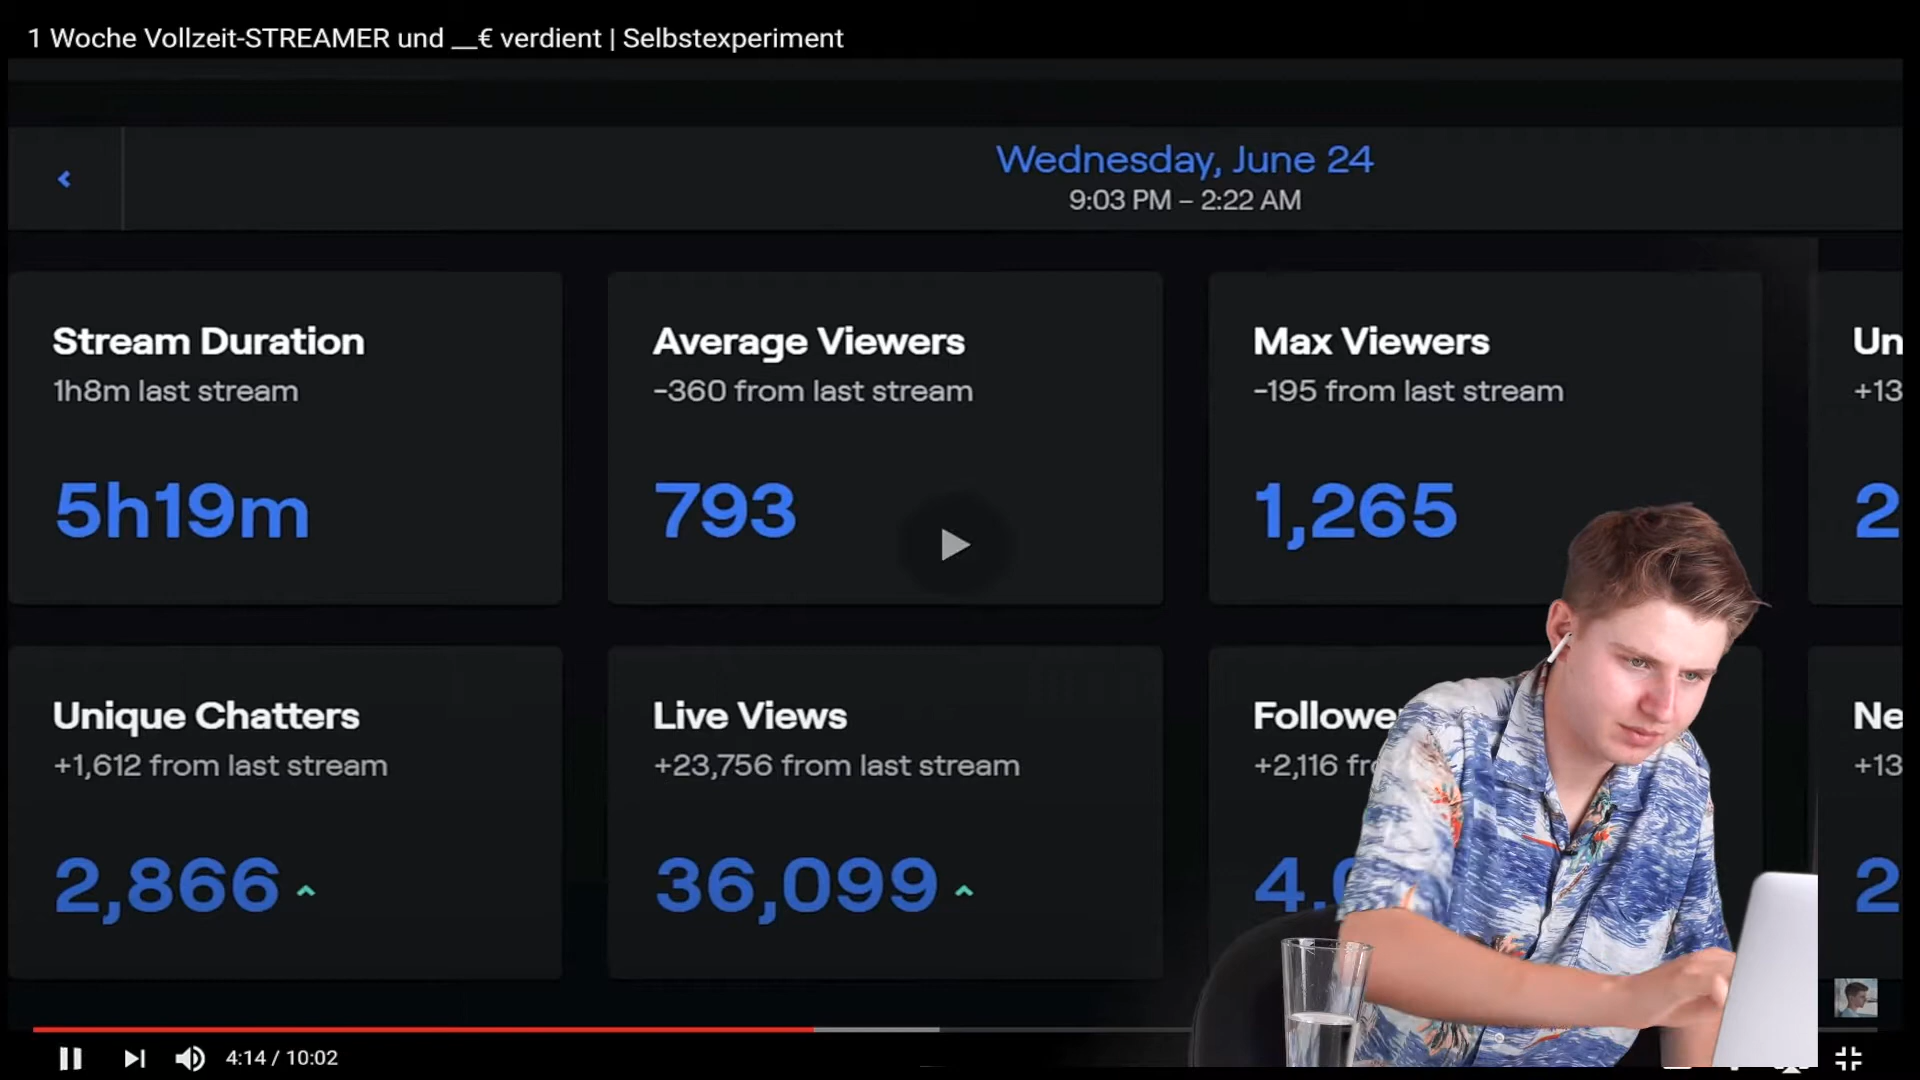 1 Woche Vollzeit-STREAMER und __€ verdient | Selbstexperiment
Wednesday, June 24
9:03 PM – 2:22 AM
Stream Duration
1h8m last stream
5h19m
Average Viewers
-360 from last stream
793
Max Viewers
-195 from last stream
1,265
Un
+13
2
Unique Chatters
+1,612 from last stream
2,866
Live Views
+23,756 from last stream
36,099
Followe
+2,116 fr
4,0
Ne
+13
2
4:14 / 10:02